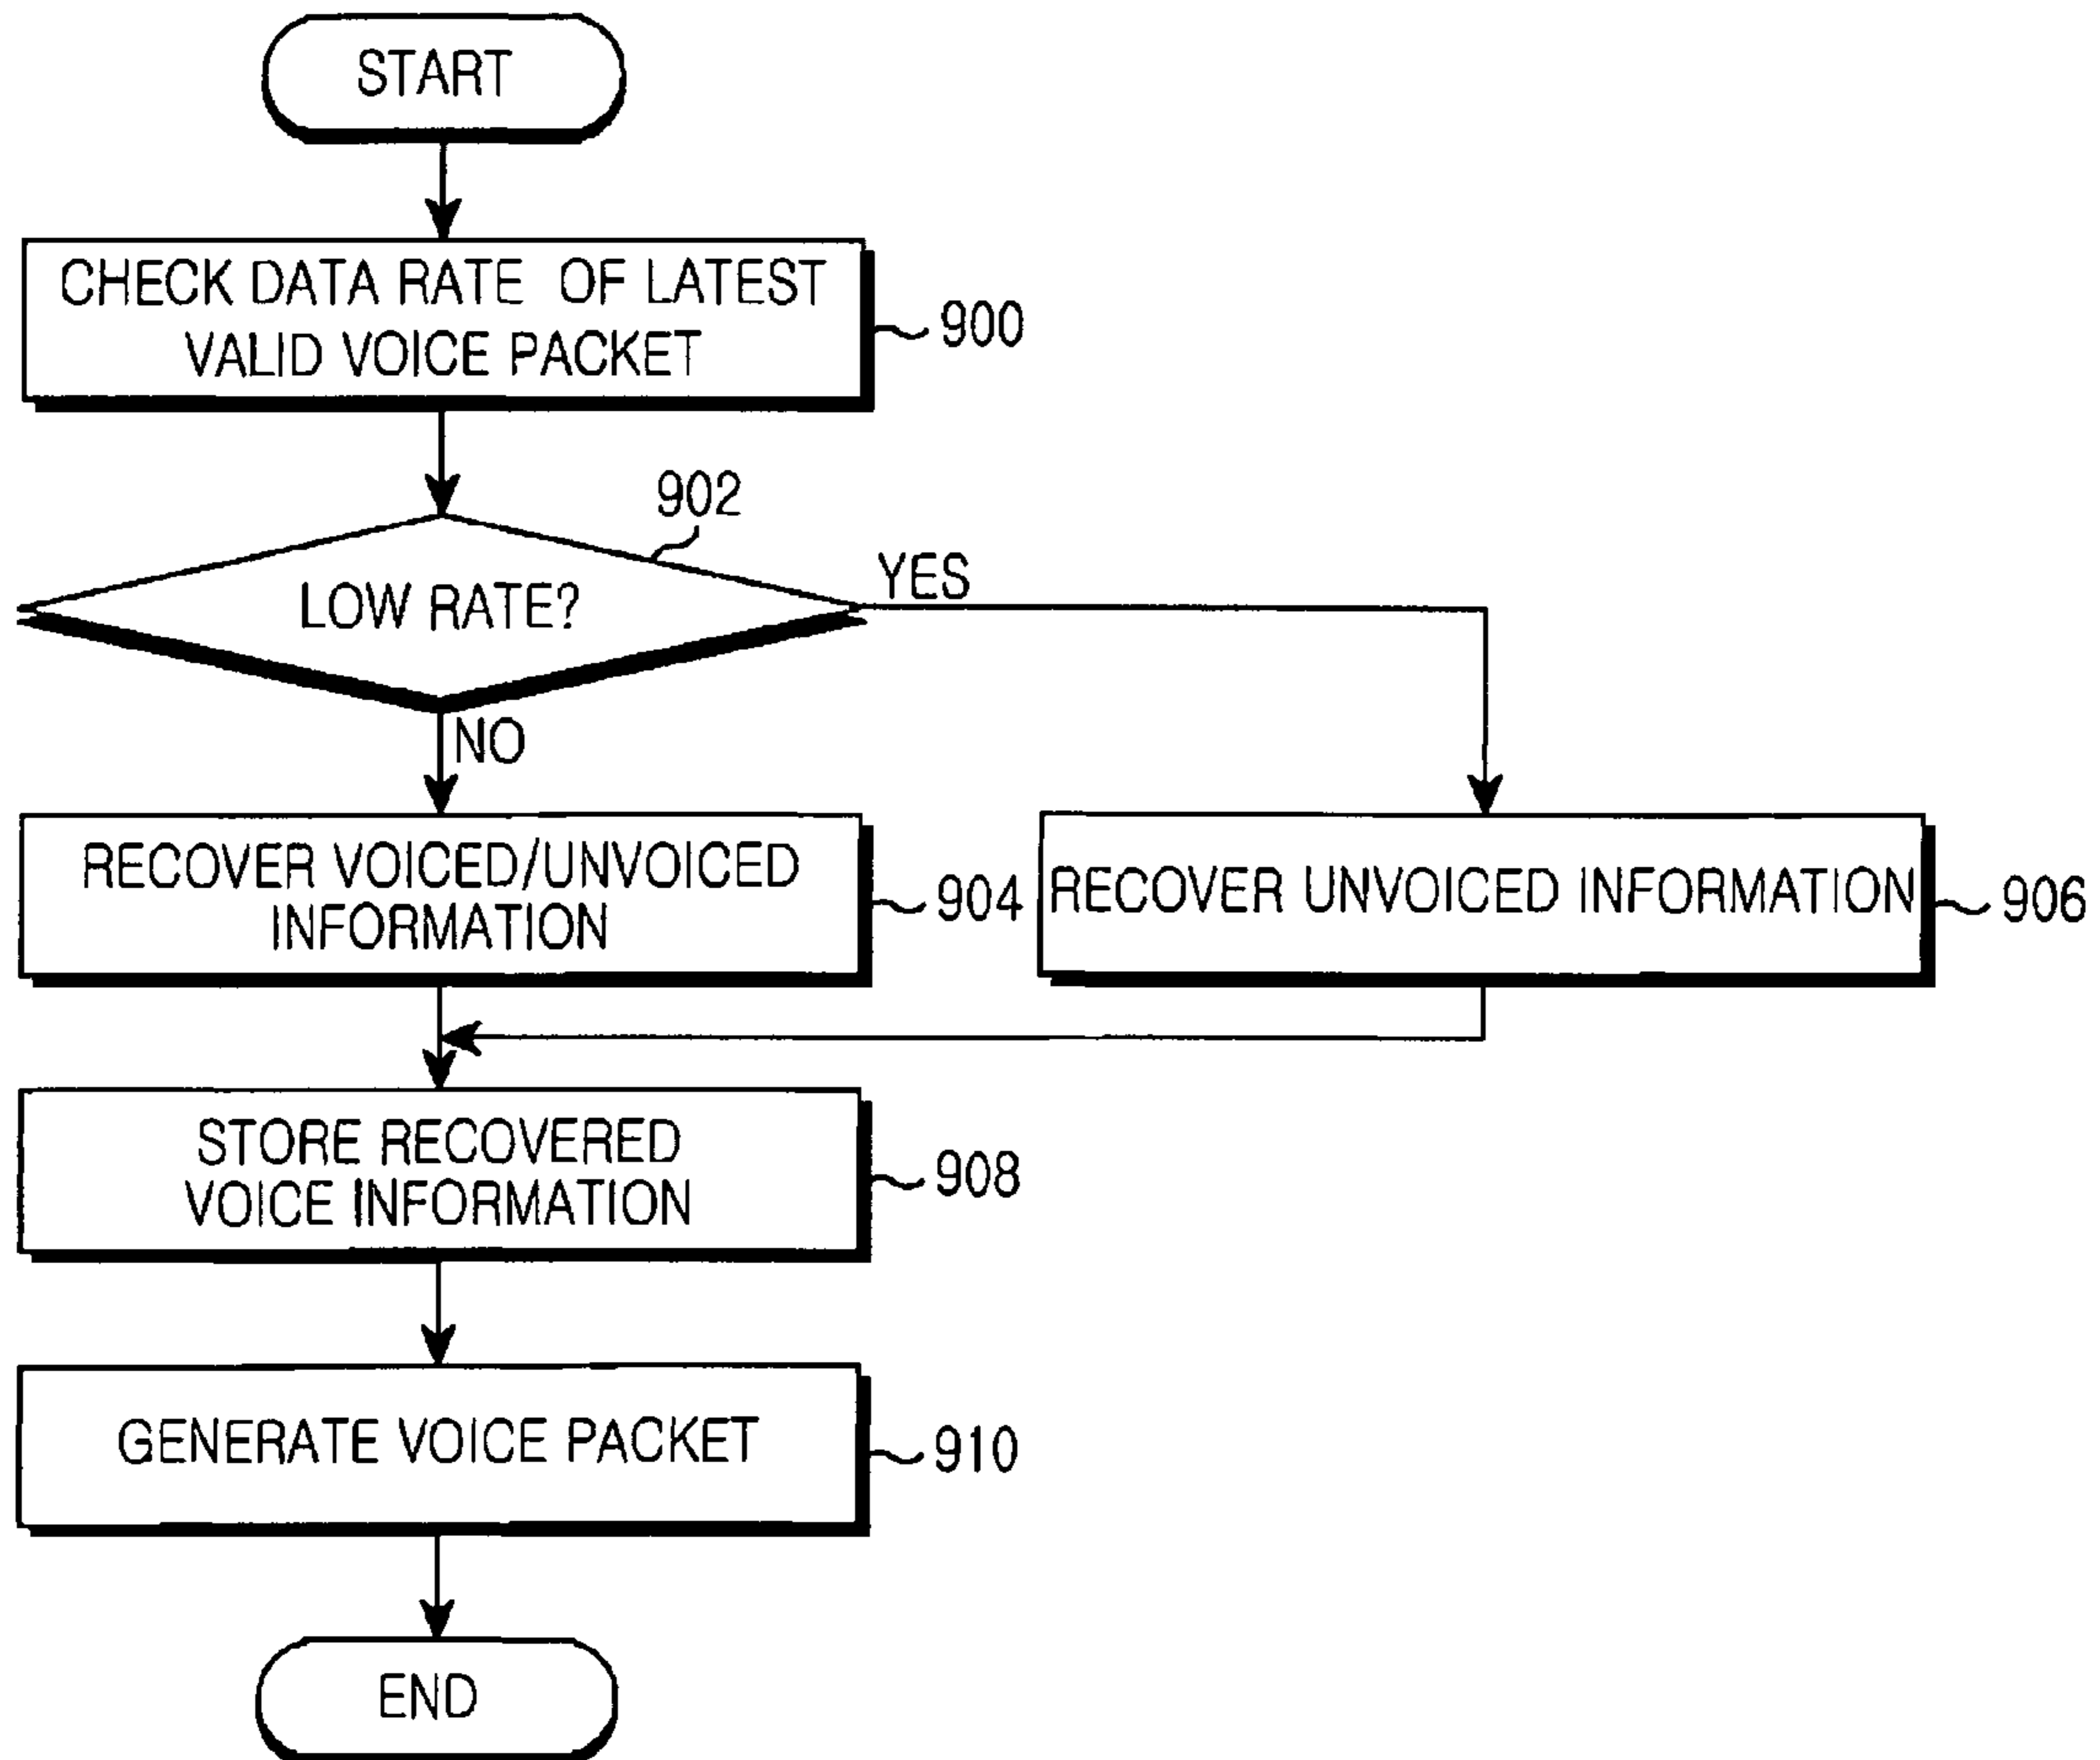 START
CHECK DATA RATE OF LATEST
VALID VOICE PACKET
900
902
LOW RATE?
YES
NO
RECOVER VOICED/UNVOICED
INFORMATION
904
RECOVER UNVOICED INFORMATION
906
STORE RECOVERED
VOICE INFORMATION
908
GENERATE VOICE PACKET
910
END